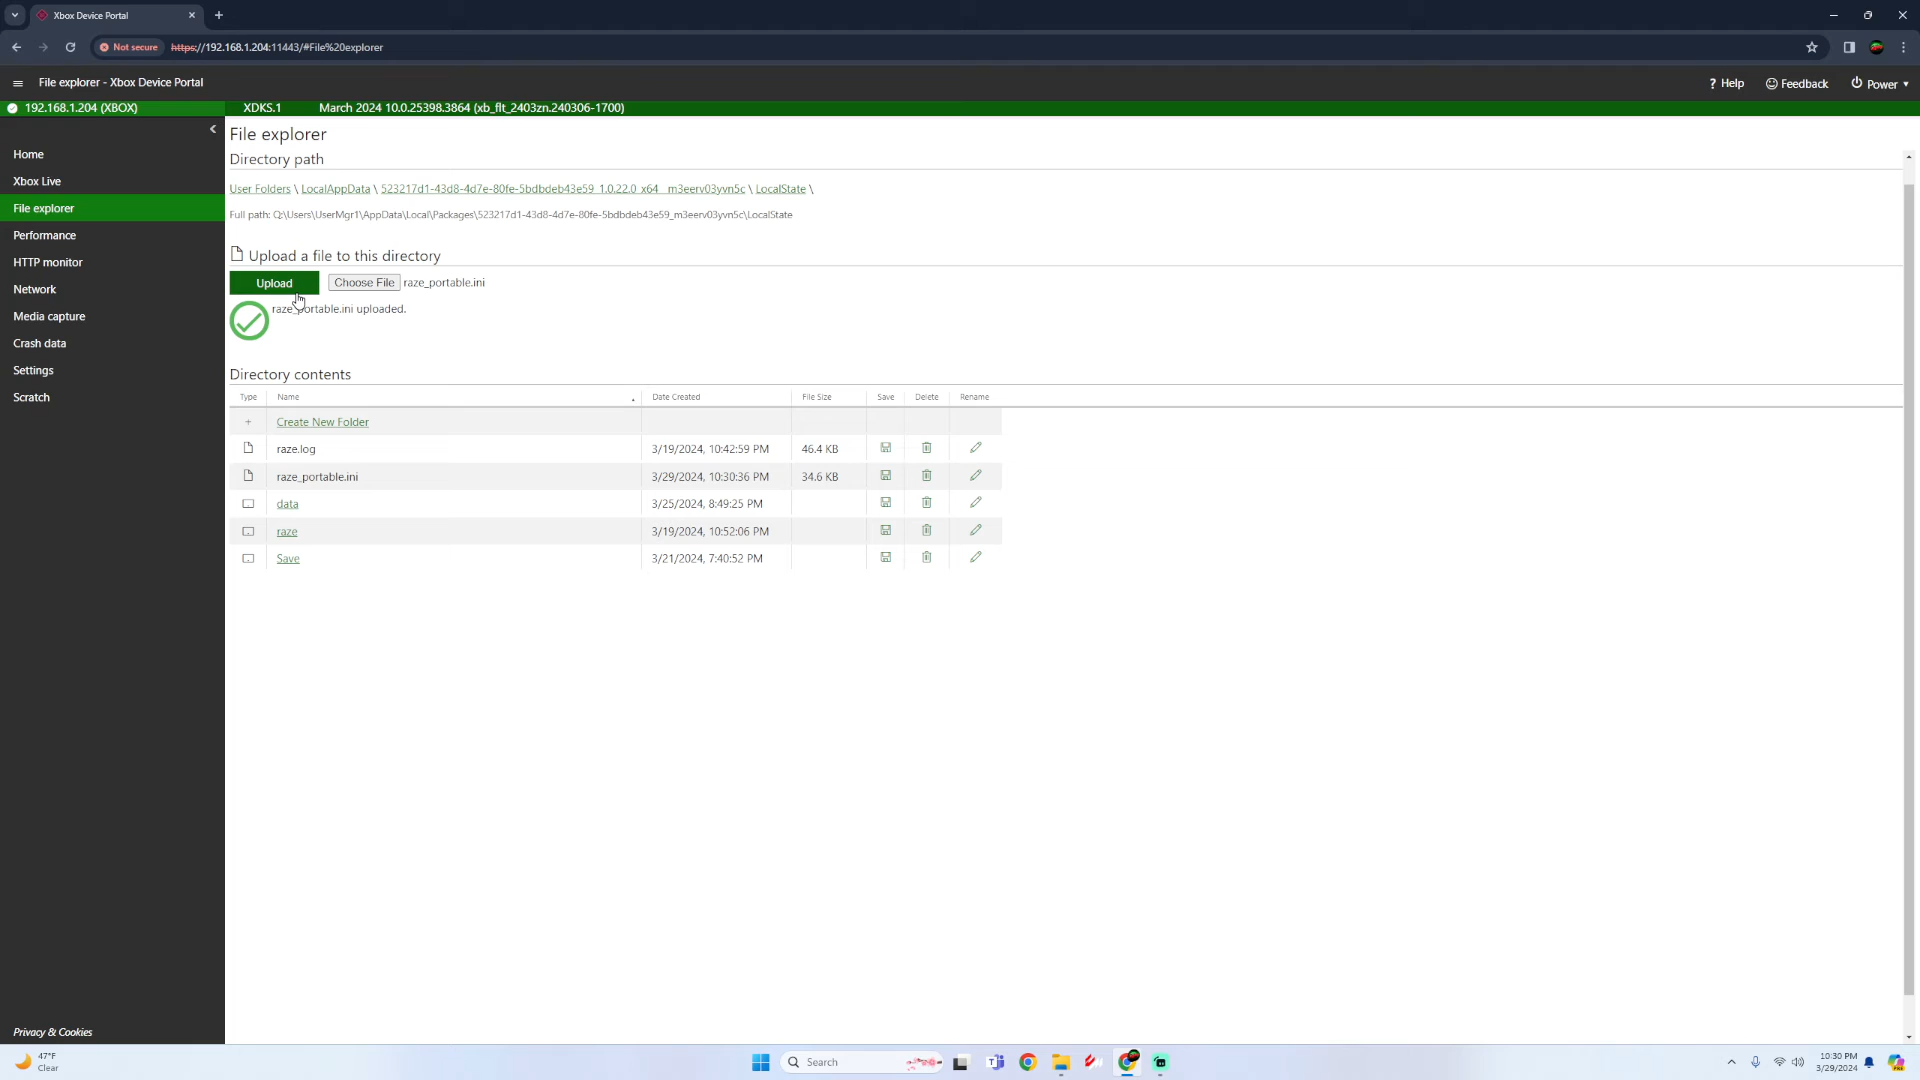 Xbox Device Portal
Not secure https://192.168.1.204:11443/#File%20explorer
File explorer - Xbox Device Portal
? Help Feedback Power
192.168.1.204 (XBOX) XDKS.1 March 2024 10.0.25398.3864 (xb_flt_2403zn.240306-1700)
Home
Xbox Live
File explorer
Performance
HTTP monitor
Network
Media capture
Crash data
Settings
Scratch
Privacy & Cookies
File explorer
Directory path
User Folders \ LocalAppData \ 523217d1-43d8-4d7e-80fe-5bdbdeb43e59_1.0.22.0_x64__m3eerv03yvn5c \ LocalState \
Full path: Q:\Users\UserMgr1\AppData\Local\Packages\523217d1-43d8-4d7e-80fe-5bdbdeb43e59_m3eerv03yvn5c\LocalState
Upload a file to this directory
Upload Choose File raze_portable.ini
raze_portable.ini uploaded.
Directory contents
Type Name Date Created File Size Save Delete Rename
+ Create New Folder
raze.log 3/19/2024, 10:42:59 PM 46.4 KB
raze_portable.ini 3/29/2024, 10:30:36 PM 34.6 KB
data 3/25/2024, 8:49:25 PM
raze 3/19/2024, 10:52:06 PM
Save 3/21/2024, 7:40:52 PM
47°F
Clear
Search
10:30 PM
3/29/2024